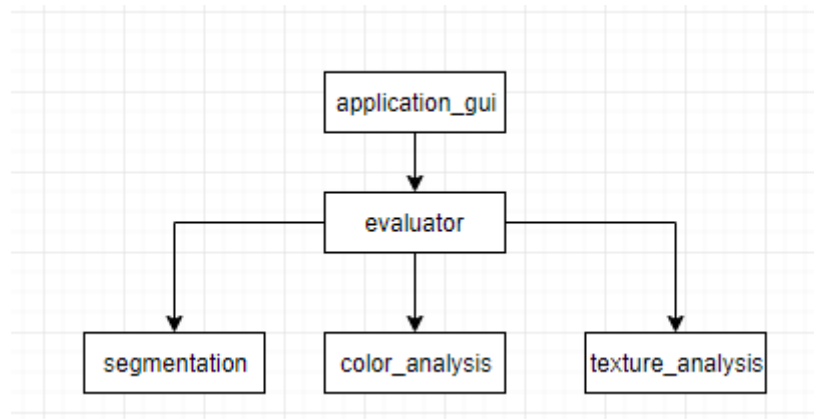 application_gui
evaluator
segmentation
color_analysis
texture_analysis